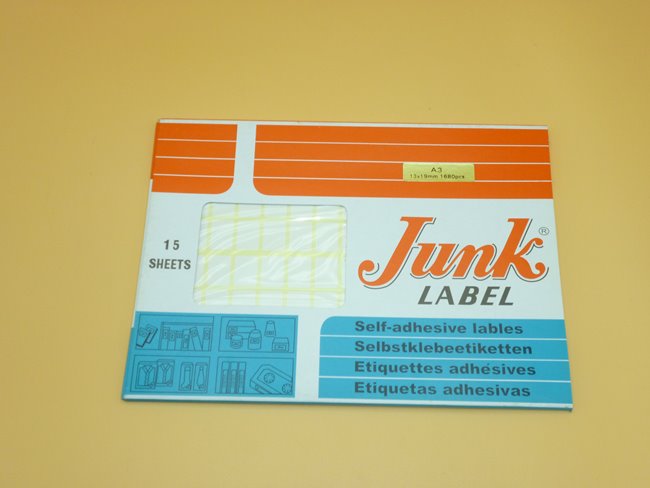 A3
13x19mm 1680pcs
15
SHEETS
Junk®
LABEL
Self-adhesive lables
Selbstklebeetiketten
Etiquettes adhésives
Etiquetas adhesivas